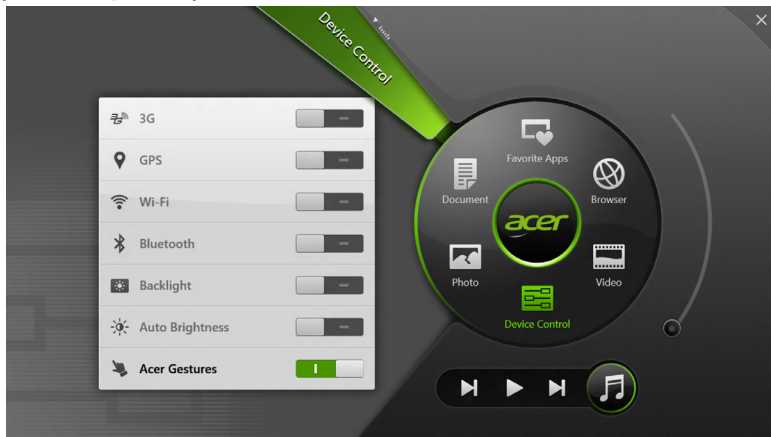 Tools
Device Control
3G
GPS
Wi-Fi
Bluetooth
Backlight
Auto Brightness
Acer Gestures
Favorite Apps
Document
Browser
acer
Photo
Video
Device Control